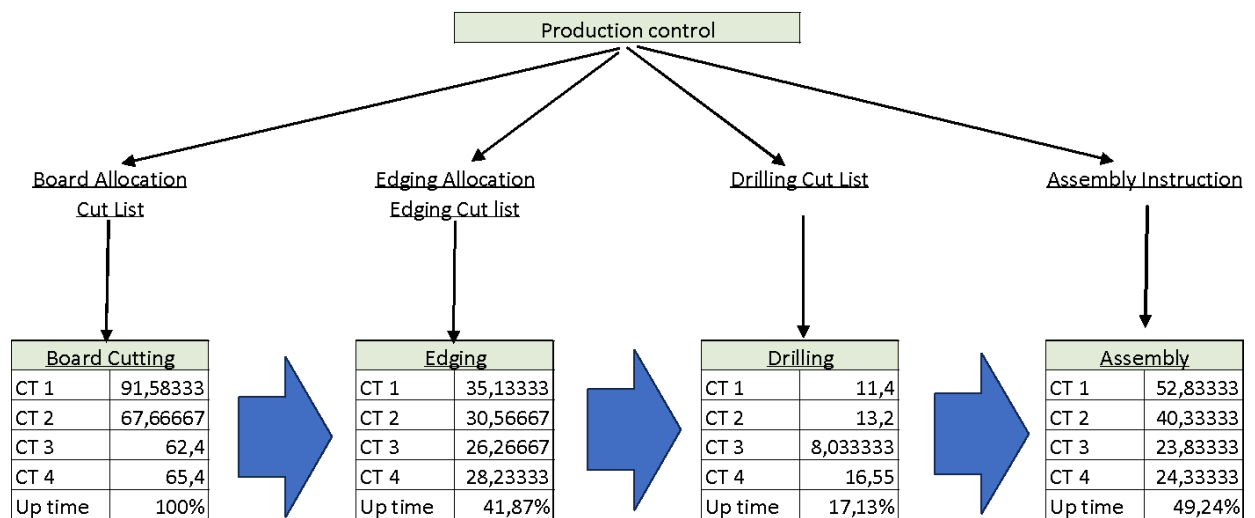 Production control
Board Allocation
Cut List
Edging Allocation
Edging Cut list
Drilling Cut List
Assembly Instruction
Board Cutting
CT 1 91,58333
CT 2 67,66667
CT 3 62,4
CT 4 65,4
Up time 100%
Edging
CT 1 35,13333
CT 2 30,56667
CT 3 26,26667
CT 4 28,23333
Up time 41,87%
Drilling
CT 1 11,4
CT 2 13,2
CT 3 8,033333
CT 4 16,55
Up time 17,13%
Assembly
CT 1 52,83333
CT 2 40,33333
CT 3 23,83333
CT 4 24,33333
Up time 49,24%